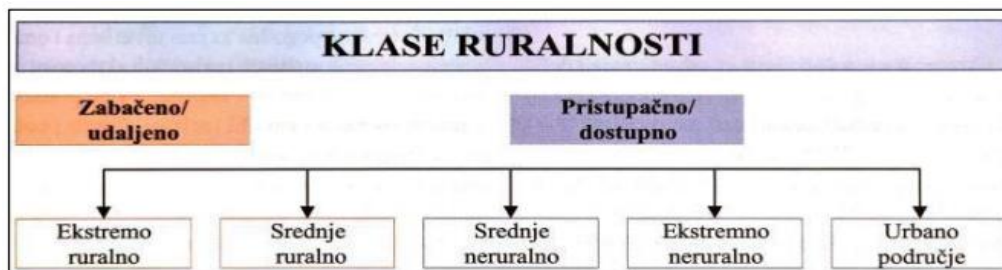 KLASE RURALNOSTI
Zabačeno/
udaljeno
Pristupačno/
dostupno
Ekstremo
ruralno
Srednje
ruralno
Srednje
neruralno
Ekstremno
neruralno
Urbano
područje